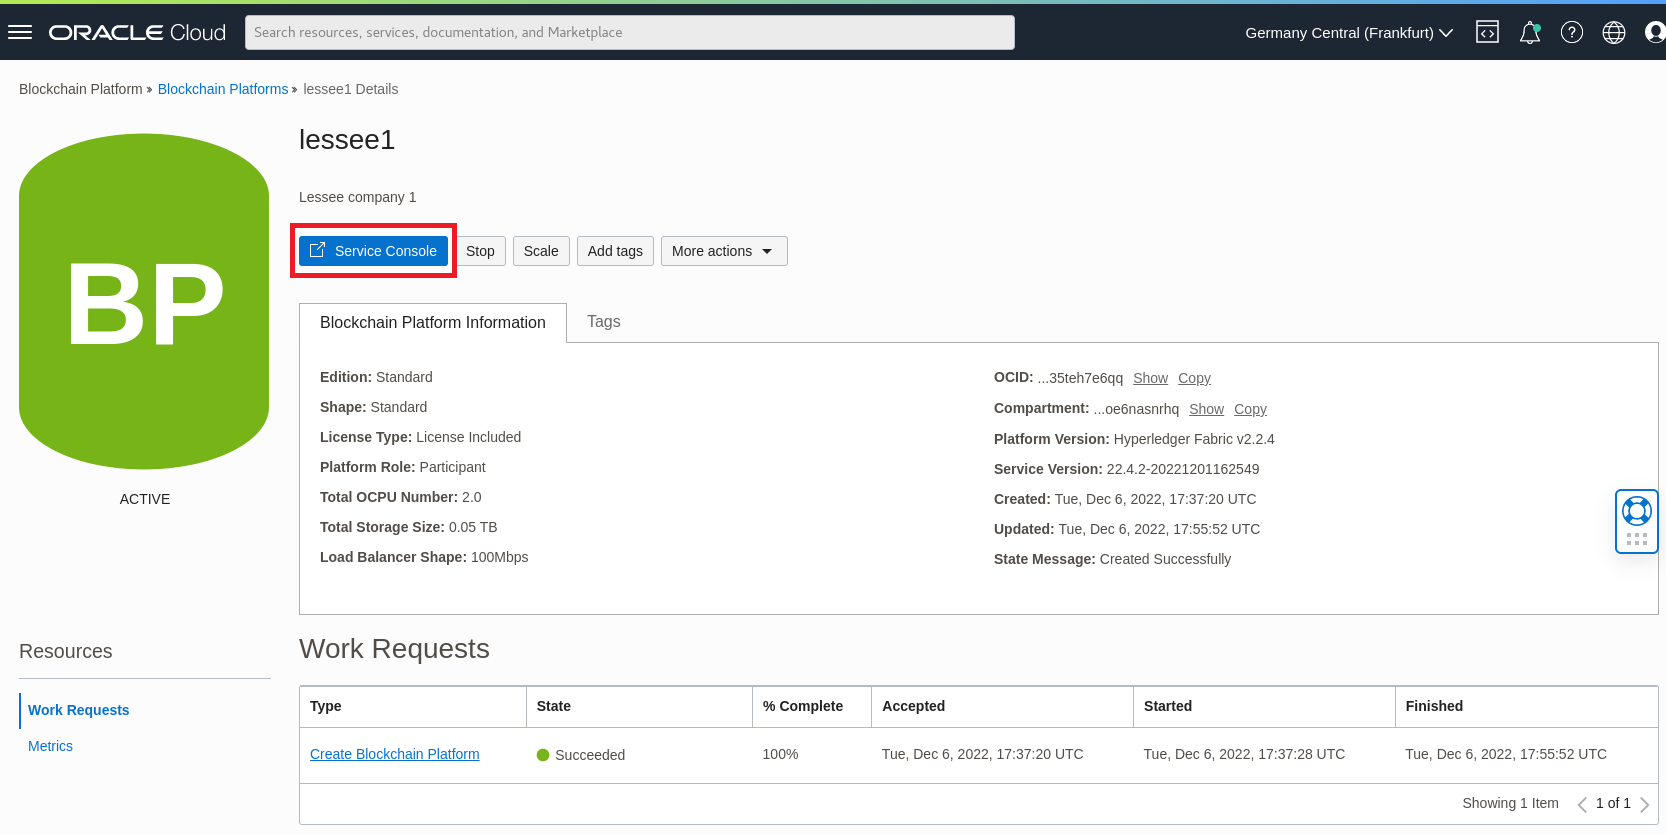 ORACLE Cloud
Search resources, services, documentation, and Marketplace
Germany Central (Frankfurt)
Blockchain Platform » Blockchain Platforms » lessee1 Details
BP
ACTIVE
lessee1
Lessee company 1
Service Console Stop Scale Add tags More actions
Blockchain Platform Information Tags
Edition: Standard
Shape: Standard
License Type: License Included
Platform Role: Participant
Total OCPU Number: 2.0
Total Storage Size: 0.05 TB
Load Balancer Shape: 100Mbps
OCID: ...35teh7e6qq Show Copy
Compartment: ...oe6nasnrhq Show Copy
Platform Version: Hyperledger Fabric v2.2.4
Service Version: 22.4.2-20221201162549
Created: Tue, Dec 6, 2022, 17:37:20 UTC
Updated: Tue, Dec 6, 2022, 17:55:52 UTC
State Message: Created Successfully
Resources
Work Requests
Metrics
Work Requests
Type State % Complete Accepted Started Finished
Create Blockchain Platform Succeeded 100% Tue, Dec 6, 2022, 17:37:20 UTC Tue, Dec 6, 2022, 17:37:28 UTC Tue, Dec 6, 2022, 17:55:52 UTC
Showing 1 Item 1 of 1